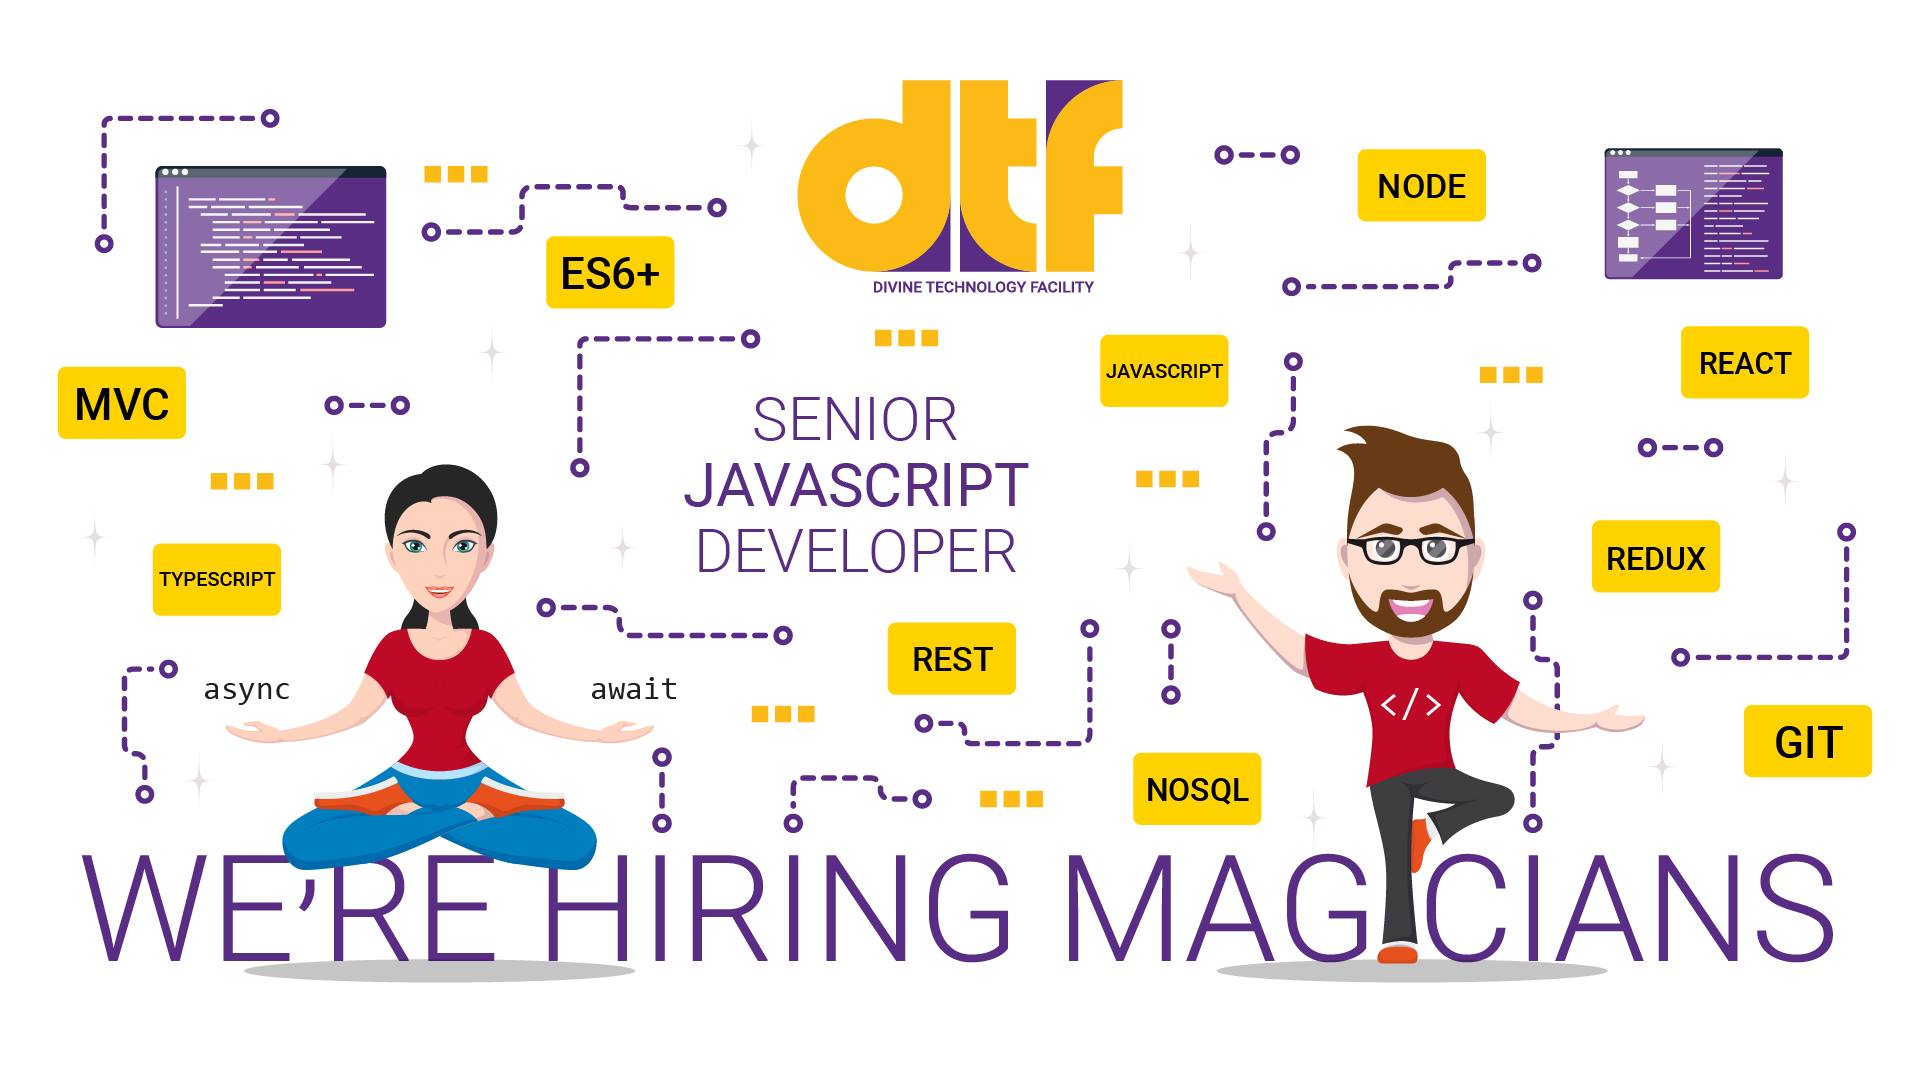 dtf
DIVINE TECHNOLOGY FACILITY
NODE
ES6+
JAVASCRIPT
REACT
MVC
SENIOR
JAVASCRIPT
DEVELOPER
TYPESCRIPT
REDUX
REST
async
await
</>
GIT
NOSQL
WE'RE HIRING MAGICIANS